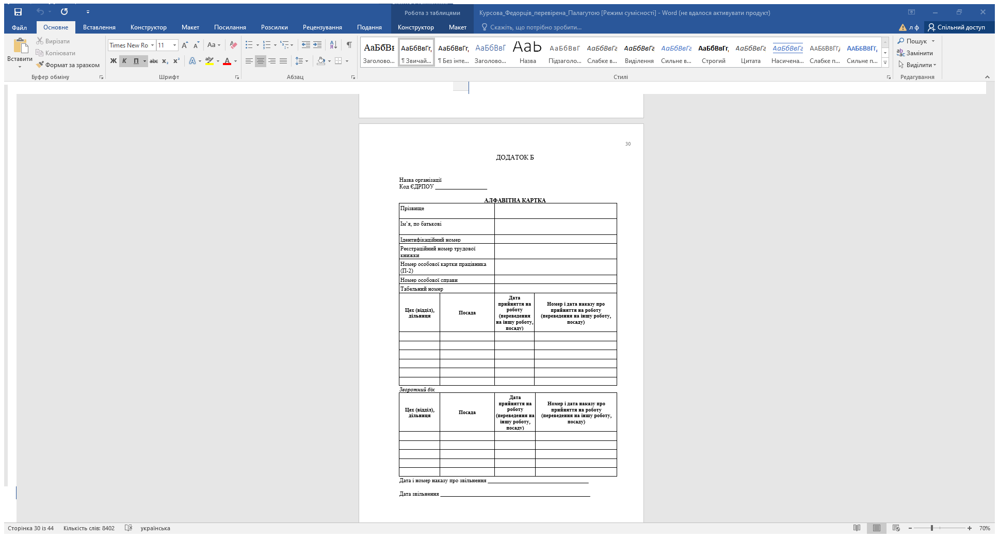 Робота з таблицями
Курсова_Федорців_перевірена_Палагутою [Режим сумісності] - Word (не вдалося активувати продукт)
Файл Основне Вставлення Конструктор Макет Посилання Розсилки Рецензування Подання Конструктор Макет Скажіть, що потрібно зробити... л ф Спільний доступ
Вставити
Вирізати
Копіювати
Формат за зразком
Буфер обміну
Times New Ro 11 Aa
Ж К П abc x₂ x² A ab A
Шрифт
Абзац
АаБбВв АаБбВвГг, АаБбВвГг, АаБбВвГ АаЬ АаБбВвГ АаБбВвГг АаБбВвГг АаБбВвГг АаБбВвГг, АаБбВвГг АаБбВвГг ААББВВГГД ААББВВГГ,
Заголово... ¶ Звичай... ¶ Без інте... Заголово... Назва Підзаголо... Слабке в... Виділення Сильне в... Строгий Цитата Насичена... Слабке п... Сильне п...
Стилі
Пошук
Замінити
Виділити
Редагування
30
ДОДАТОК Б
Назва організації
Код ЄДРПОУ ____________________
АЛФАВІТНА КАРТКА
Прізвище
Ім’я, по батькові
Ідентифікаційний номер
Реєстраційний номер трудової
книжки
Номер особової картки працівника
(П-2)
Номер особової справи
Табельний номер
Цех (відділ),
дільниця
Посада
Дата
прийняття на
роботу
(переведення
на іншу роботу,
посаду)
Номер і дата наказу про
прийняття на роботу
(переведення на іншу роботу,
посаду)
Зворотний бік
Цех (відділ),
дільниця
Посада
Дата
прийняття на
роботу
(переведення на
іншу роботу,
посаду)
Номер і дата наказу про
прийняття на роботу
(переведення на іншу роботу,
посаду)
Дата і номер наказу про звільнення ____________________
Дата звільнення ____________________
Сторінка 30 із 44 Кількість слів: 8402 українська 70%